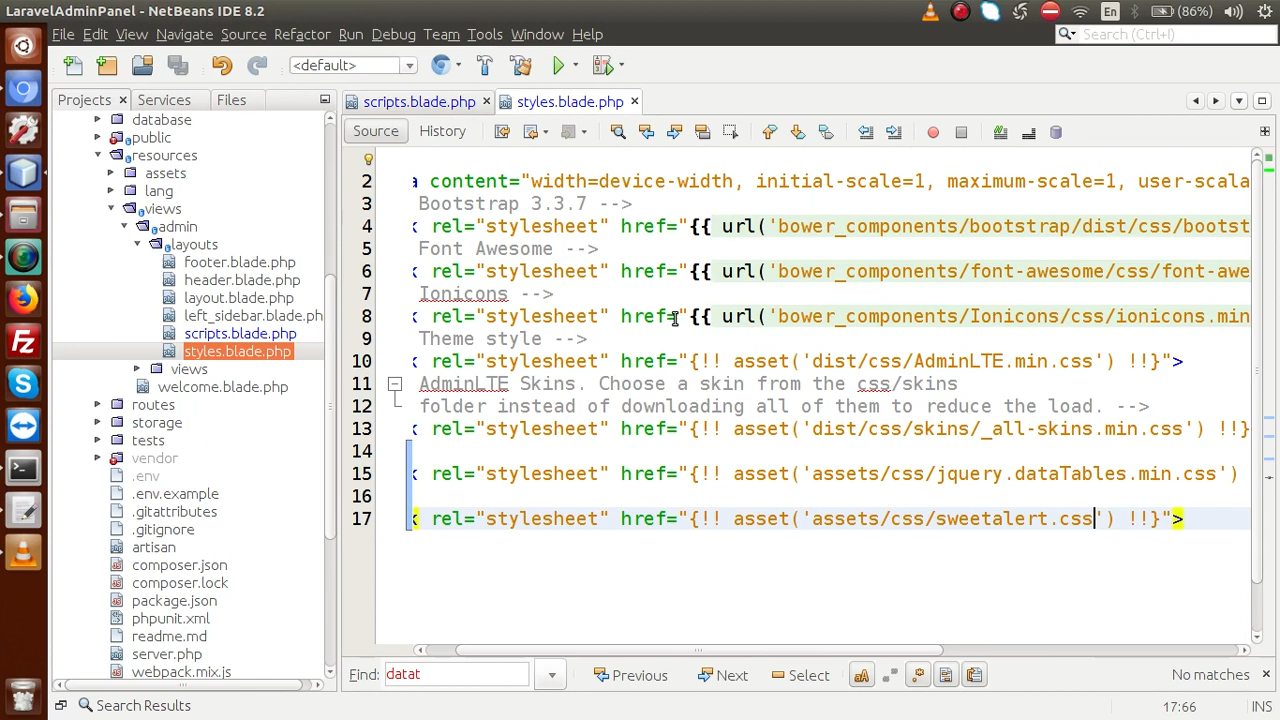 LaravelAdminPanel - NetBeans IDE 8.2
En
(86%)
File Edit View Navigate Source Refactor Run Debug Team Tools Window Help
Search (Ctrl+I)
<default>
Projects
Services
Files
scripts.blade.php
styles.blade.php
Source
History
database
public
resources
assets
lang
views
admin
layouts
footer.blade.php
header.blade.php
layout.blade.php
left_sidebar.blade.ph
scripts.blade.php
styles.blade.php
views
welcome.blade.php
routes
storage
tests
vendor
.env
.env.example
.gitattributes
.gitignore
artisan
composer.json
composer.lock
package.json
phpunit.xml
readme.md
server.php
webpack.mix.js
2 a content="width=device-width, initial-scale=1, maximum-scale=1, user-scala
3 Bootstrap 3.3.7 -->
4 k rel="stylesheet" href="{{ url('bower_components/bootstrap/dist/css/bootst
5 Font Awesome -->
6 k rel="stylesheet" href="{{ url('bower_components/font-awesome/css/font-awe
7 Ionicons -->
8 k rel="stylesheet" href="{{ url('bower_components/Ionicons/css/ionicons.min
9 Theme style -->
10 k rel="stylesheet" href="{!! asset('dist/css/AdminLTE.min.css') !!}">
11 AdminLTE Skins. Choose a skin from the css/skins
12 folder instead of downloading all of them to reduce the load. -->
13 k rel="stylesheet" href="{!! asset('dist/css/skins/_all-skins.min.css') !!}
14
15 k rel="stylesheet" href="{!! asset('assets/css/jquery.dataTables.min.css')
16
17 k rel="stylesheet" href="{!! asset('assets/css/sweetalert.css') !!}">
Find: datat
Previous
Next
Select
aA
No matches
Search Results
17:66
INS